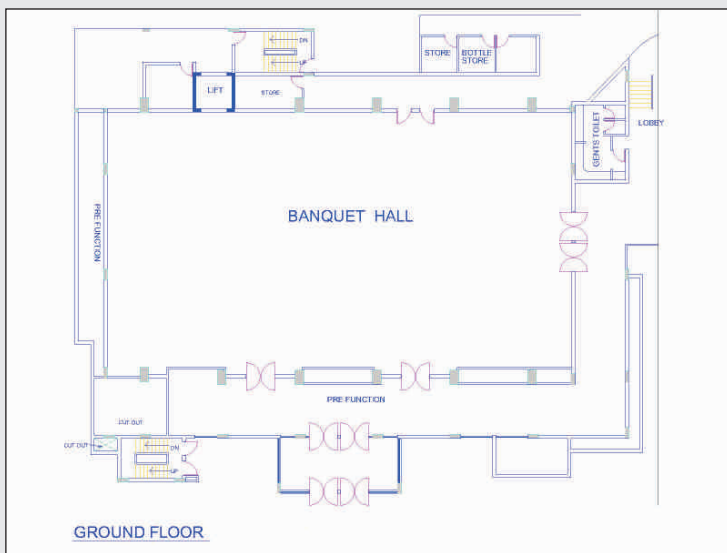 DN
UP
STORE
BOTTLE
STORE
LIFT
STORE
LOBBY
GENTS TOILET
PRE FUNCTION
BANQUET HALL
PRE FUNCTION
CUT OUT
CUT OUT
DN
UP
GROUND FLOOR